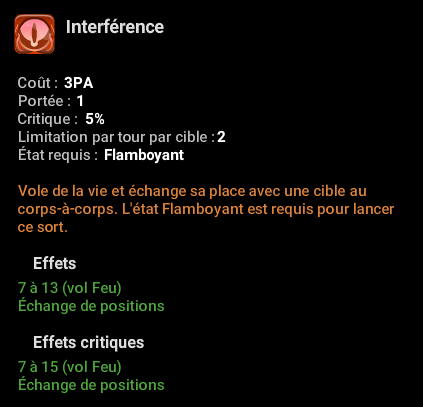 Interférence
Coût : 3PA
Portée : 1
Critique : 5%
Limitation par tour par cible : 2
État requis : Flamboyant
Vole de la vie et échange sa place avec une cible au
corps-à-corps. L'état Flamboyant est requis pour lancer
ce sort.
Effets
7 à 13 (vol Feu)
Échange de positions
Effets critiques
7 à 15 (vol Feu)
Échange de positions